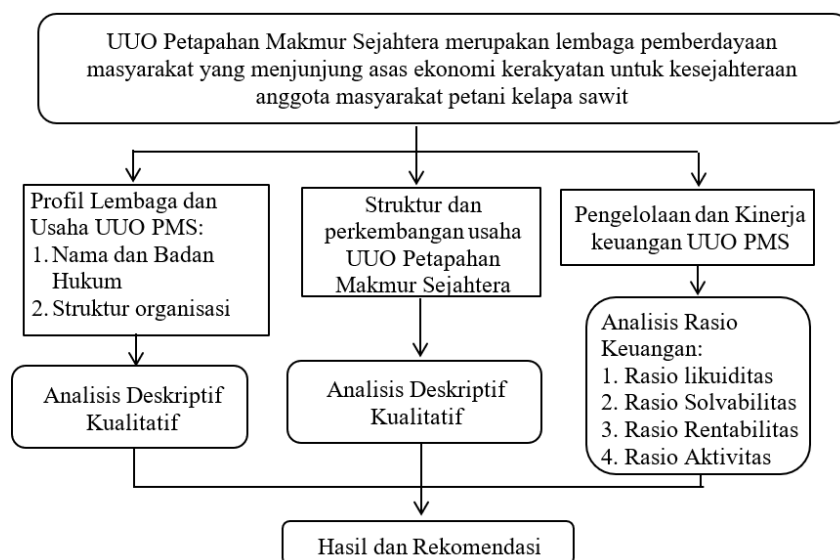 UUO Petapahan Makmur Sejahtera merupakan lembaga pemberdayaan
masyarakat yang menjunjung asas ekonomi kerakyatan untuk kesejahteraan
anggota masyarakat petani kelapa sawit
Profil Lembaga dan
Usaha UUO PMS:
1. Nama dan Badan
Hukum
2. Struktur organisasi
Struktur dan
perkembangan usaha
UUO Petapahan
Makmur Sejahtera
Pengelolaan dan Kinerja
keuangan UUO PMS
Analisis Deskriptif
Kualitatif
Analisis Deskriptif
Kualitatif
Analisis Rasio
Keuangan:
1. Rasio likuiditas
2. Rasio Solvabilitas
3. Rasio Rentabilitas
4. Rasio Aktivitas
Hasil dan Rekomendasi